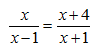 x/(x−1) = (x+4)/(x+1)